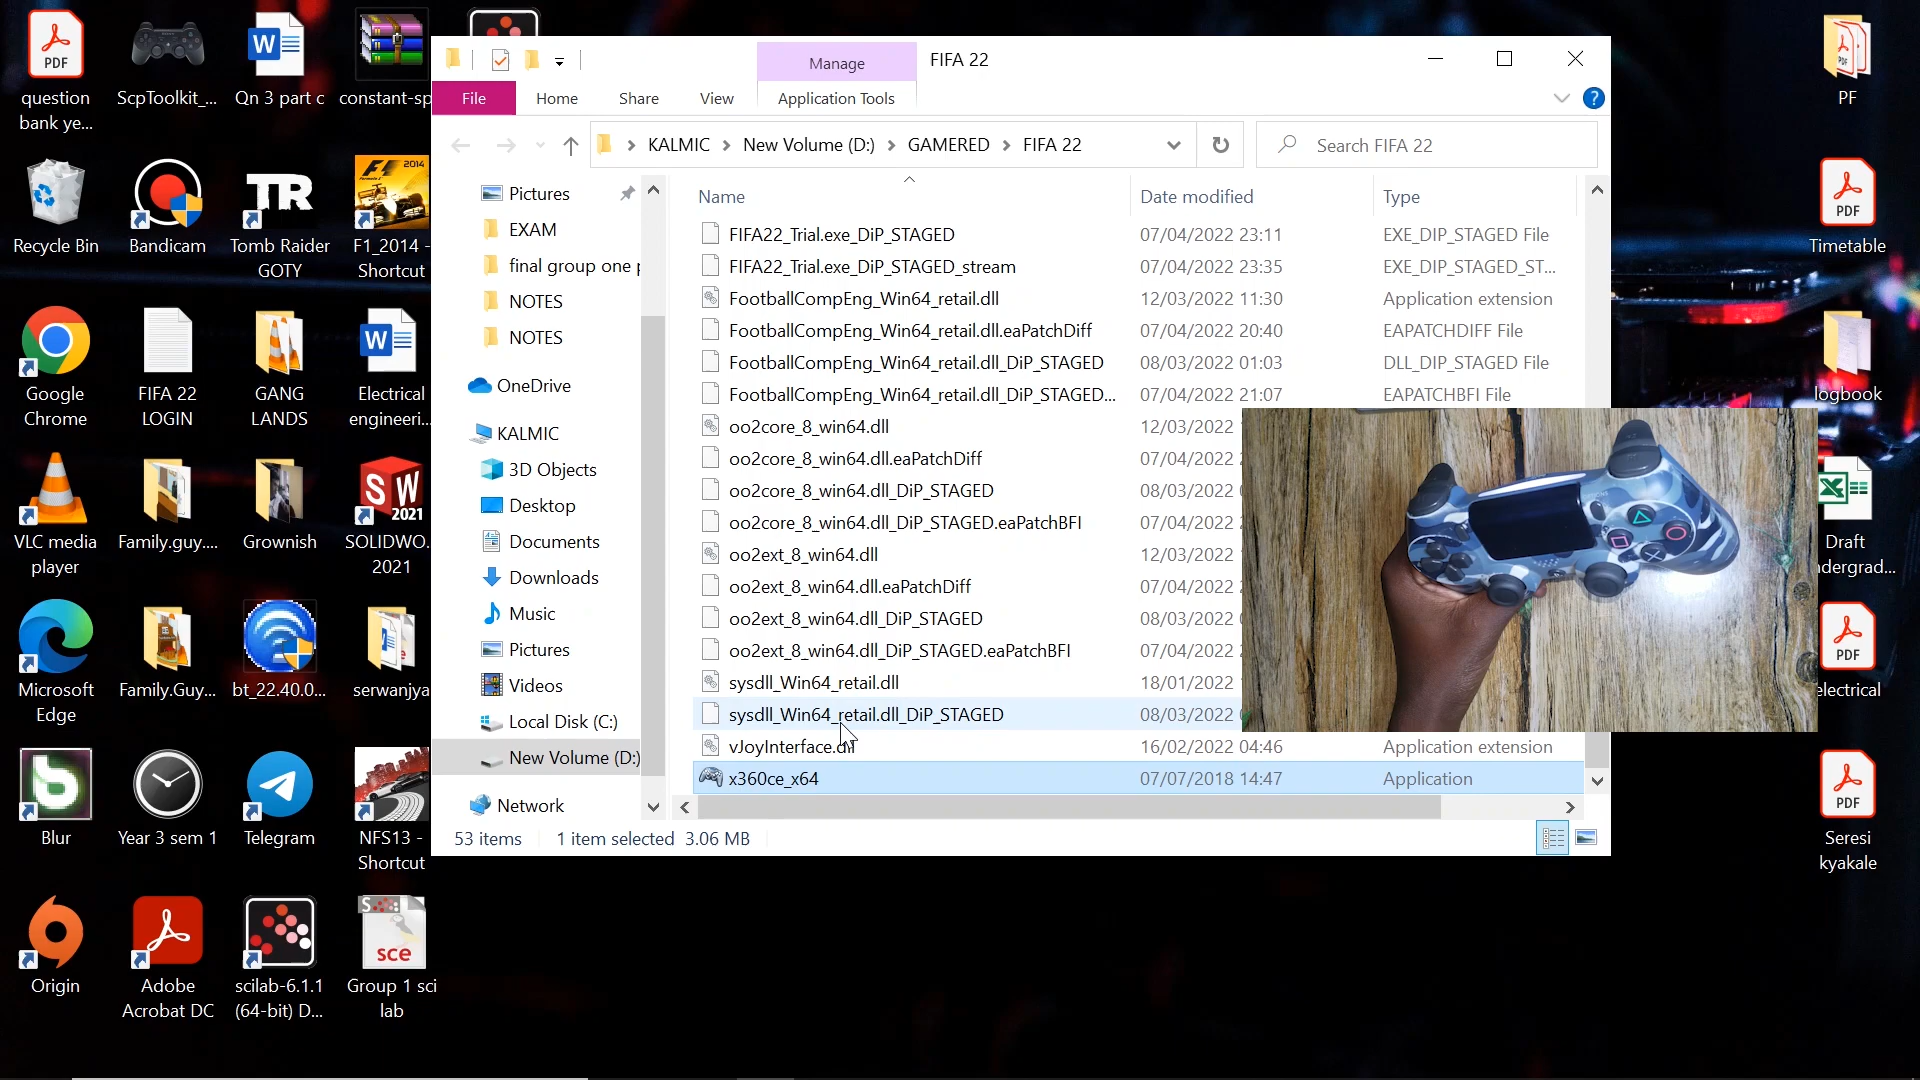 Manage
FIFA 22
File
Home
Share
View
Application Tools
KALMIC
New Volume (D:)
GAMERED
FIFA 22
Search FIFA 22
Name
Date modified
Type
FIFA22_Trial.exe_DiP_STAGED 07/04/2022 23:11 EXE_DIP_STAGED File
FIFA22_Trial.exe_DiP_STAGED_stream 07/04/2022 23:35 EXE_DIP_STAGED_ST...
FootballCompEng_Win64_retail.dll 12/03/2022 11:30 Application extension
FootballCompEng_Win64_retail.dll.eaPatchDiff 07/04/2022 20:40 EAPATCHDIFF File
FootballCompEng_Win64_retail.dll_DiP_STAGED 08/03/2022 01:03 DLL_DIP_STAGED File
FootballCompEng_Win64_retail.dll_DiP_STAGED... 07/04/2022 21:07 EAPATCHBFI File
oo2core_8_win64.dll 12/03/2022
oo2core_8_win64.dll.eaPatchDiff 07/04/2022
oo2core_8_win64.dll_DiP_STAGED 08/03/2022
oo2core_8_win64.dll_DiP_STAGED.eaPatchBFI 07/04/2022
oo2ext_8_win64.dll 12/03/2022
oo2ext_8_win64.dll.eaPatchDiff 07/04/2022
oo2ext_8_win64.dll_DiP_STAGED 08/03/2022
oo2ext_8_win64.dll_DiP_STAGED.eaPatchBFI 07/04/2022
sysdll_Win64_retail.dll 18/01/2022
sysdll_Win64_retail.dll_DiP_STAGED 08/03/2022
vJoyInterface.dll 16/02/2022 04:46 Application extension
x360ce_x64 07/07/2018 14:47 Application
Pictures
EXAM
final group one p
NOTES
NOTES
OneDrive
KALMIC
3D Objects
Desktop
Documents
Downloads
Music
Pictures
Videos
Local Disk (C:)
New Volume (D:)
Network
53 items
1 item selected 3.06 MB
PDF
question
bank ye...
ScpToolkit_...
Qn 3 part c
constant-sp
Recycle Bin
Bandicam
TR
Tomb Raider
GOTY
2014
F1_2014 -
Shortcut
Google
Chrome
FIFA 22
LOGIN
GANG
LANDS
Electrical
engineeri...
VLC media
player
Family.guy....
Grownish
SW
2021
SOLIDWO.
2021
Microsoft
Edge
Family.Guy...
bt_22.40.0...
serwanjya
Blur
Year 3 sem 1
Telegram
NFS13 -
Shortcut
Origin
Adobe
Acrobat DC
scilab-6.1.1
(64-bit) D...
sce
Group 1 sci
lab
PF
PDF
Timetable
logbook
Draft
ndergrad...
PDF
electrical
PDF
Seresi
kyakale